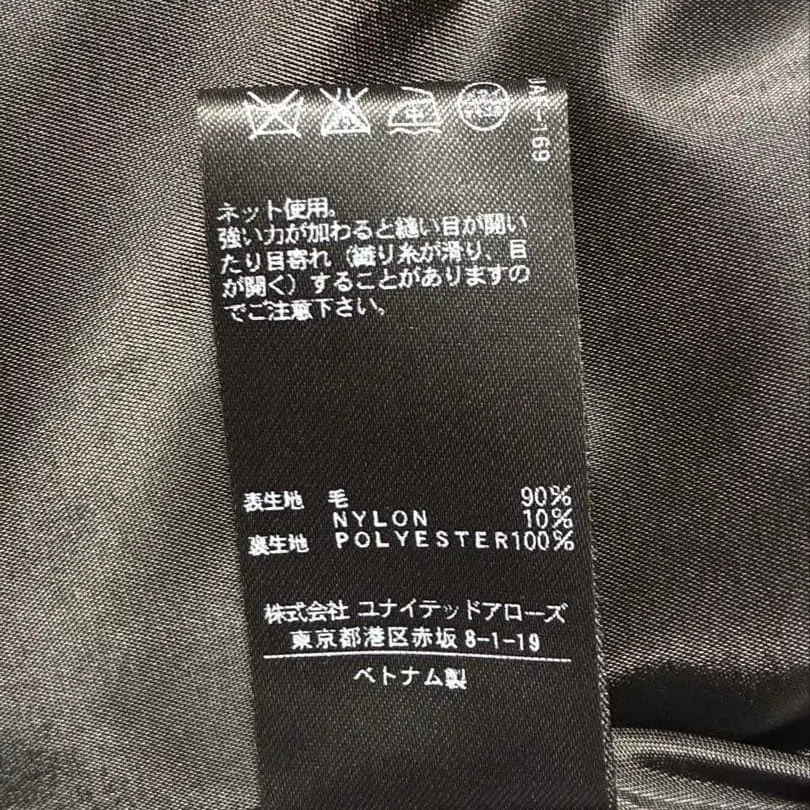 ネット使用。
強い力が加わると縫い目が開い
たり目寄れ（織り糸が滑り、目
が開く）することがありますの
でご注意下さい。
表生地 毛 90%
NYLON 10%
裏生地 POLYESTER100%
株式会社 ユナイテッドアローズ
東京都港区赤坂 8-1-19
ベトナム製